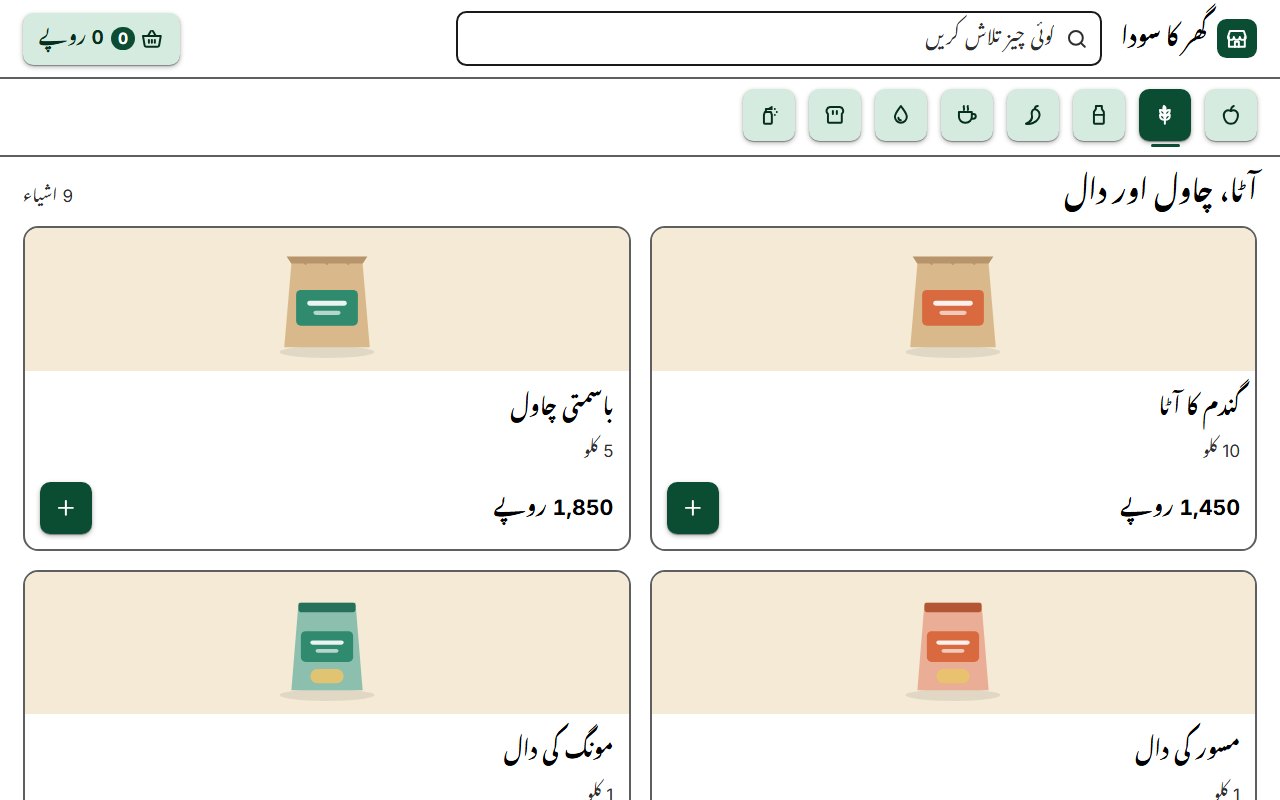 گھر کا سودا
کوئی چیز تلاش کریں
0 0 روپے
آٹا، چاول اور دال
9 اشیاء
گندم کا آٹا
10 کلو
1,450 روپے
باسمتی چاول
5 کلو
1,850 روپے
مسور کی دال
1 کلو
مونگ کی دال
1 کلو